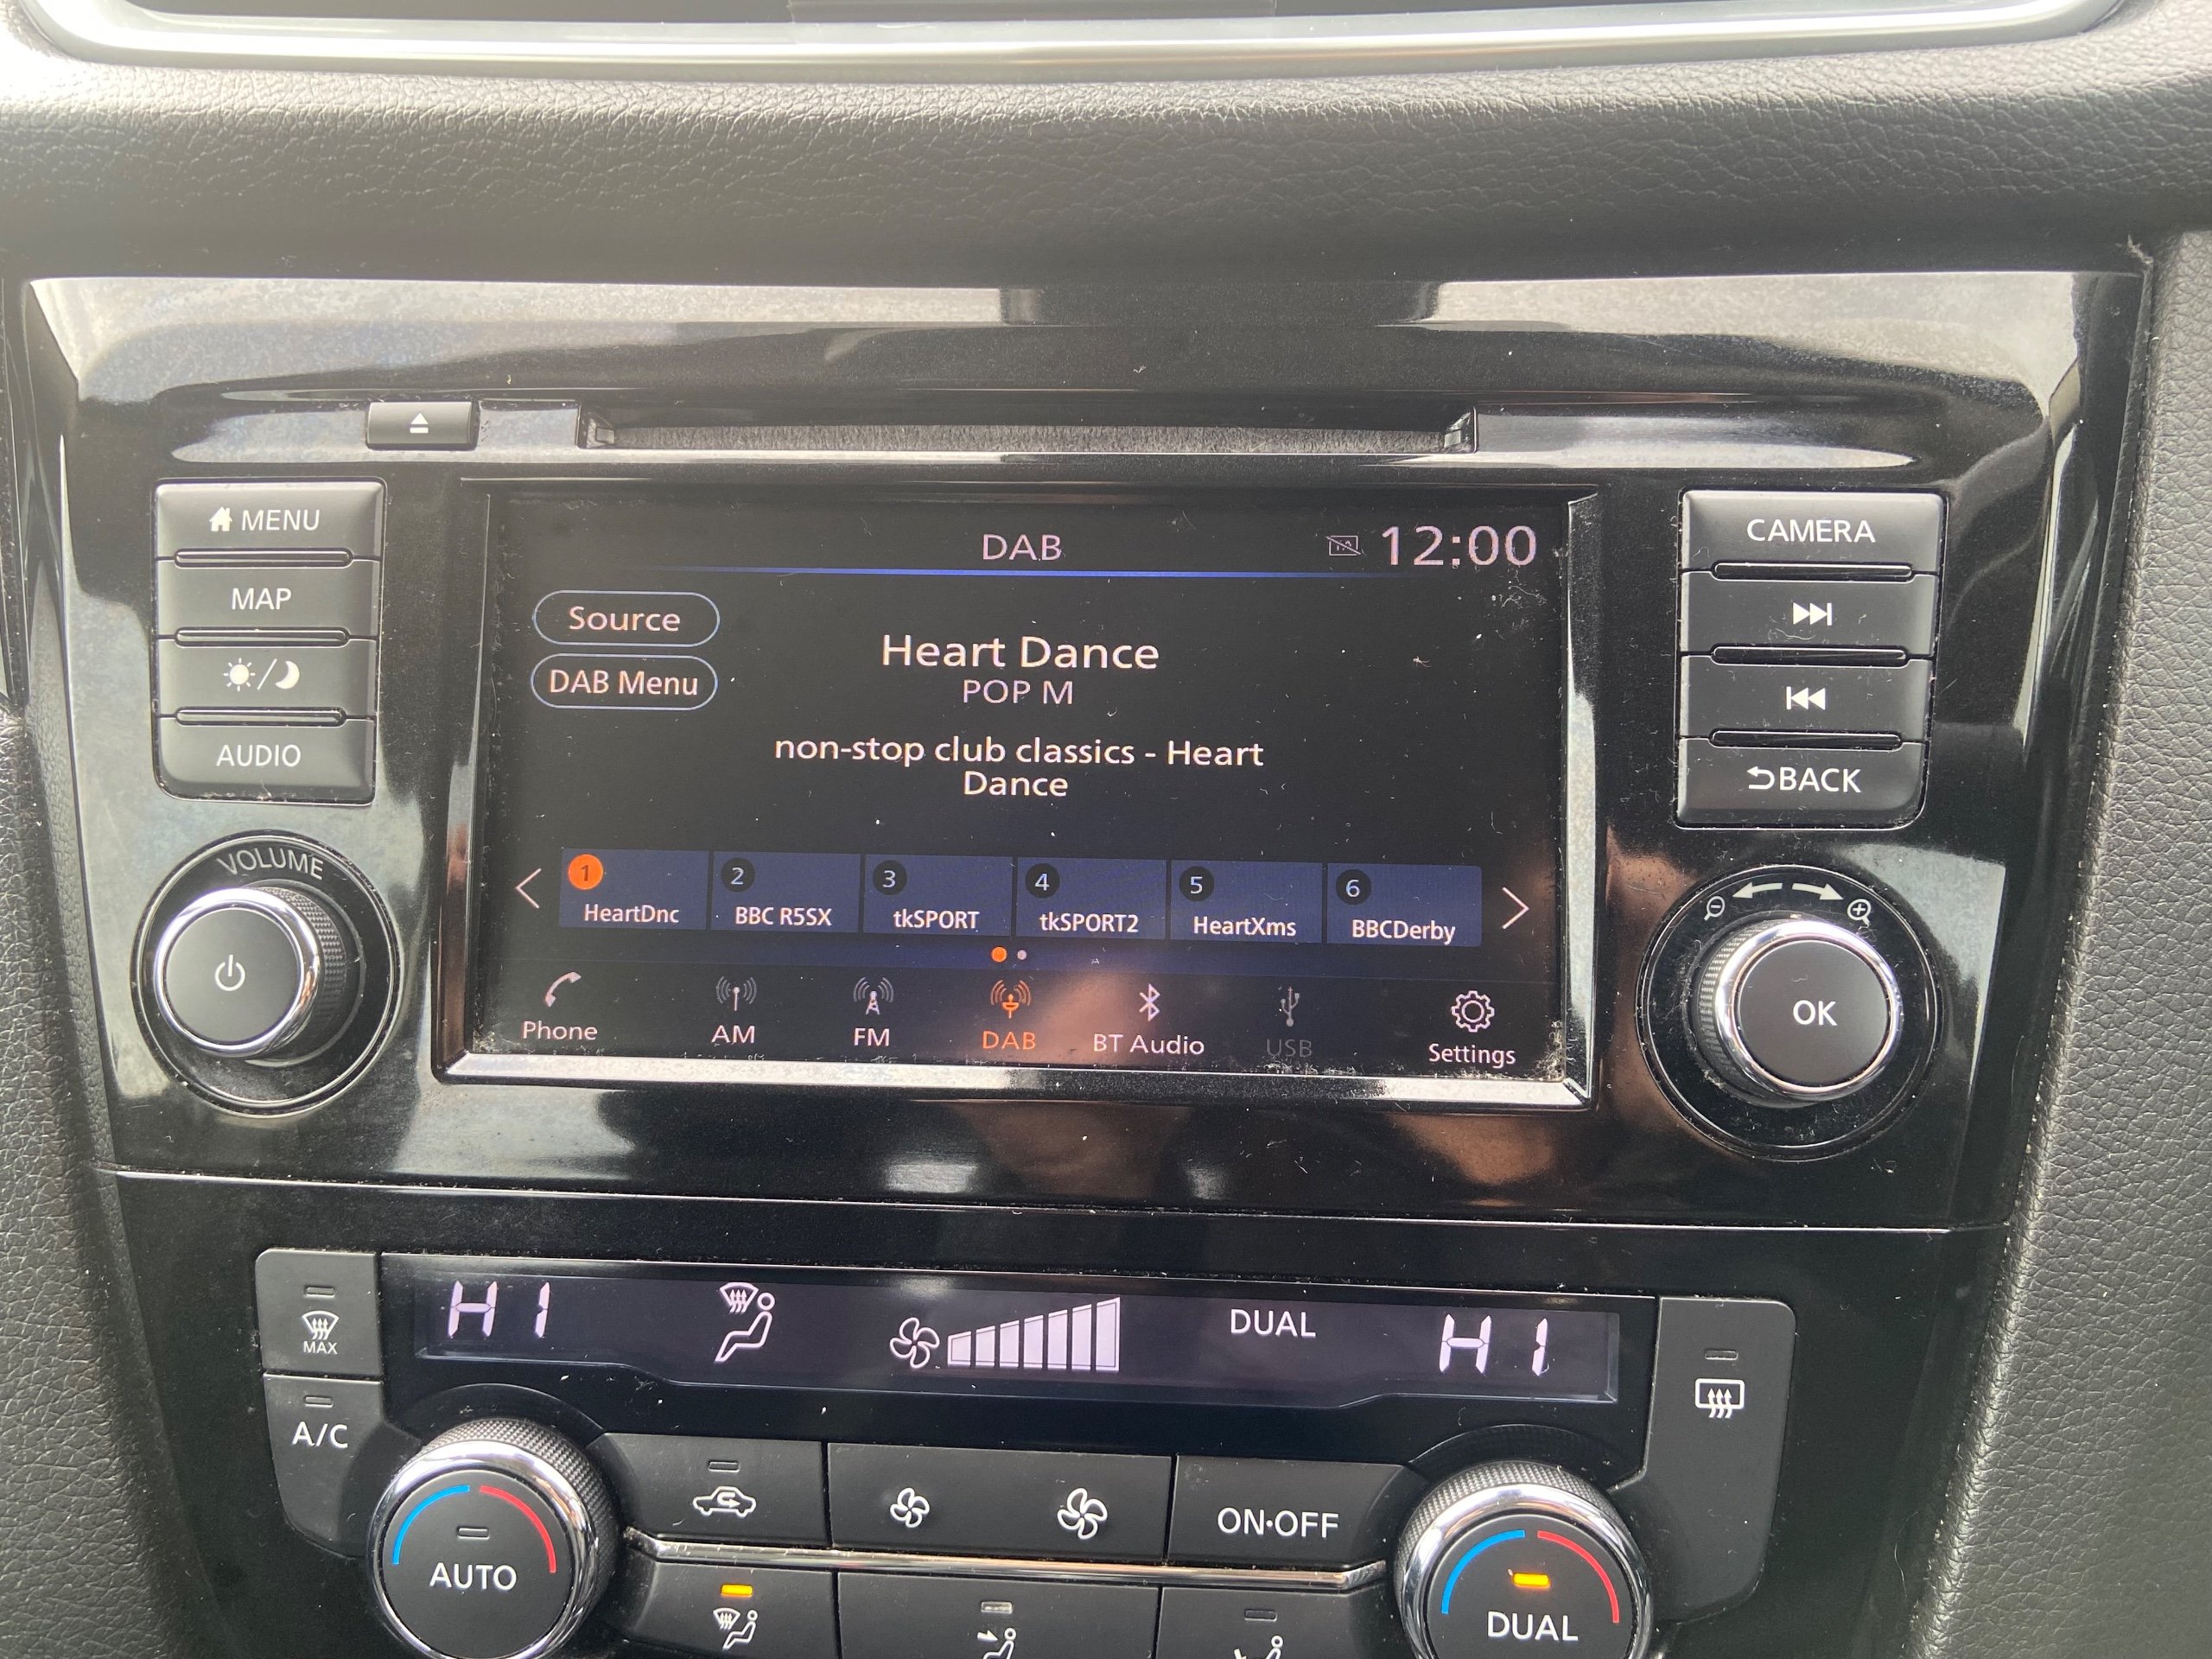 MENU
MAP
AUDIO
VOLUME
DAB
12:00
Source
DAB Menu
Heart Dance
POP M
non-stop club classics - Heart
Dance
1 HeartDnc
2 BBC R5SX
3 tkSPORT
4 tkSPORT2
5 HeartXms
6 BBCDerby
Phone
AM
FM
DAB
BT Audio
USB
Settings
CAMERA
BACK
OK
MAX
A/C
HI
DUAL
HI
AUTO
ON•OFF
DUAL